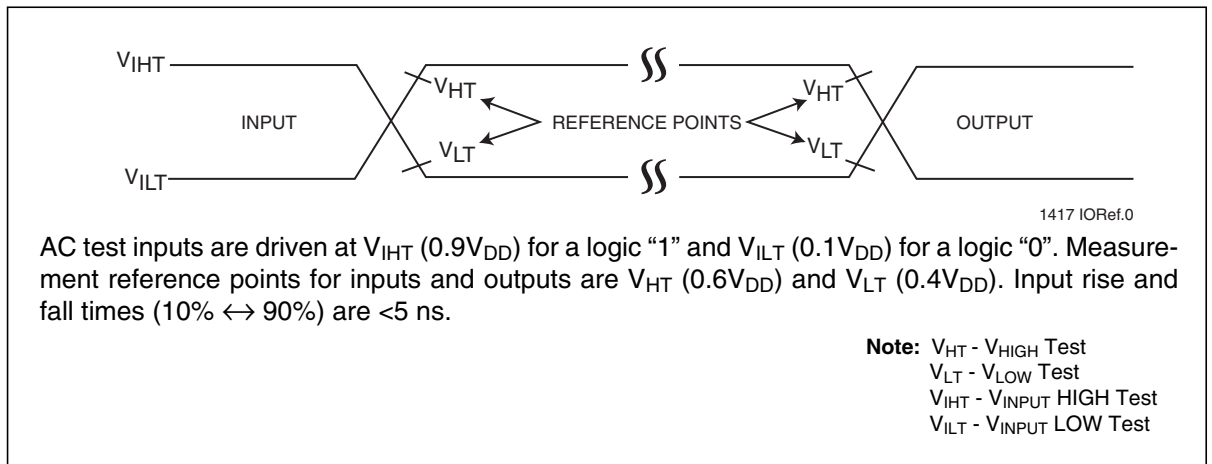 VIHT
VHT
VHT
INPUT
REFERENCE POINTS
OUTPUT
VLT
VLT
VILT
1417 IORef.0
AC test inputs are driven at VIHT (0.9VDD) for a logic “1” and VILT (0.1VDD) for a logic “0”. Measure-
ment reference points for inputs and outputs are VHT (0.6VDD) and VLT (0.4VDD). Input rise and
fall times (10% ↔ 90%) are <5 ns.
Note: VHT - VHIGH Test
VLT - VLOW Test
VIHT - VINPUT HIGH Test
VILT - VINPUT LOW Test